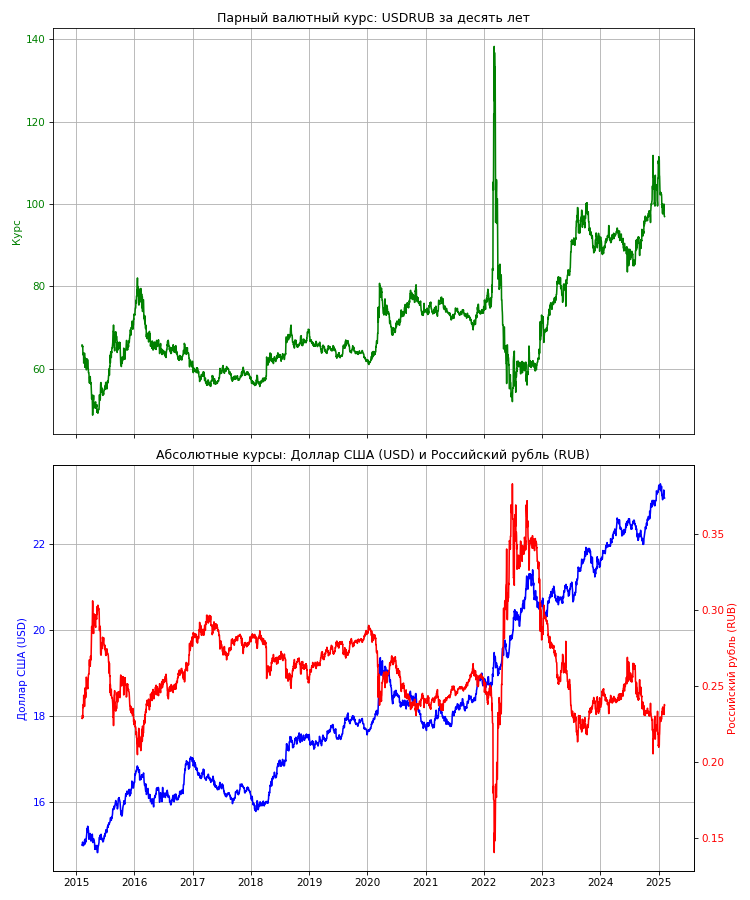 Парный валютный курс: USDRUB за десять лет
140
120
100
80
60
Курс
Абсолютные курсы: Доллар США (USD) и Российский рубль (RUB)
22
20
18
16
Доллар США (USD)
0.35
0.30
0.25
0.20
0.15
Российский рубль (RUB)
2015 2016 2017 2018 2019 2020 2021 2022 2023 2024 2025